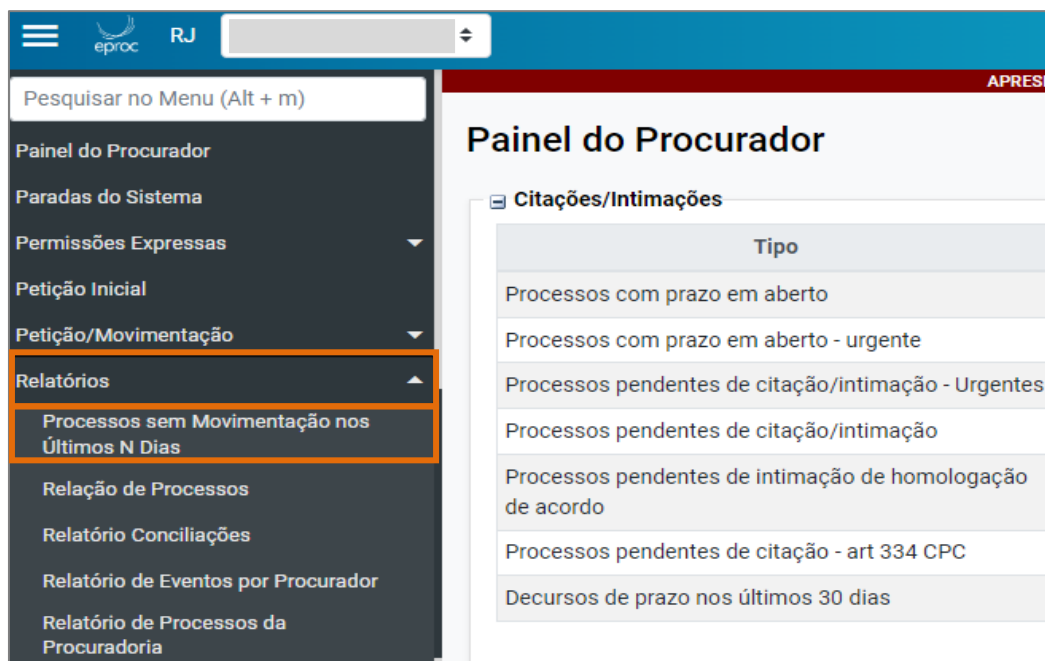 eproc
RJ
APRESE
Pesquisar no Menu (Alt + m)
Painel do Procurador
Paradas do Sistema
Permissões Expressas
Petição Inicial
Petição/Movimentação
Relatórios
Processos sem Movimentação nos
Últimos N Dias
Relação de Processos
Relatório Conciliações
Relatório de Eventos por Procurador
Relatório de Processos da
Procuradoria
Painel do Procurador
Citações/Intimações
Tipo
Processos com prazo em aberto
Processos com prazo em aberto - urgente
Processos pendentes de citação/intimação - Urgentes
Processos pendentes de citação/intimação
Processos pendentes de intimação de homologação
de acordo
Processos pendentes de citação - art 334 CPC
Decursos de prazo nos últimos 30 dias